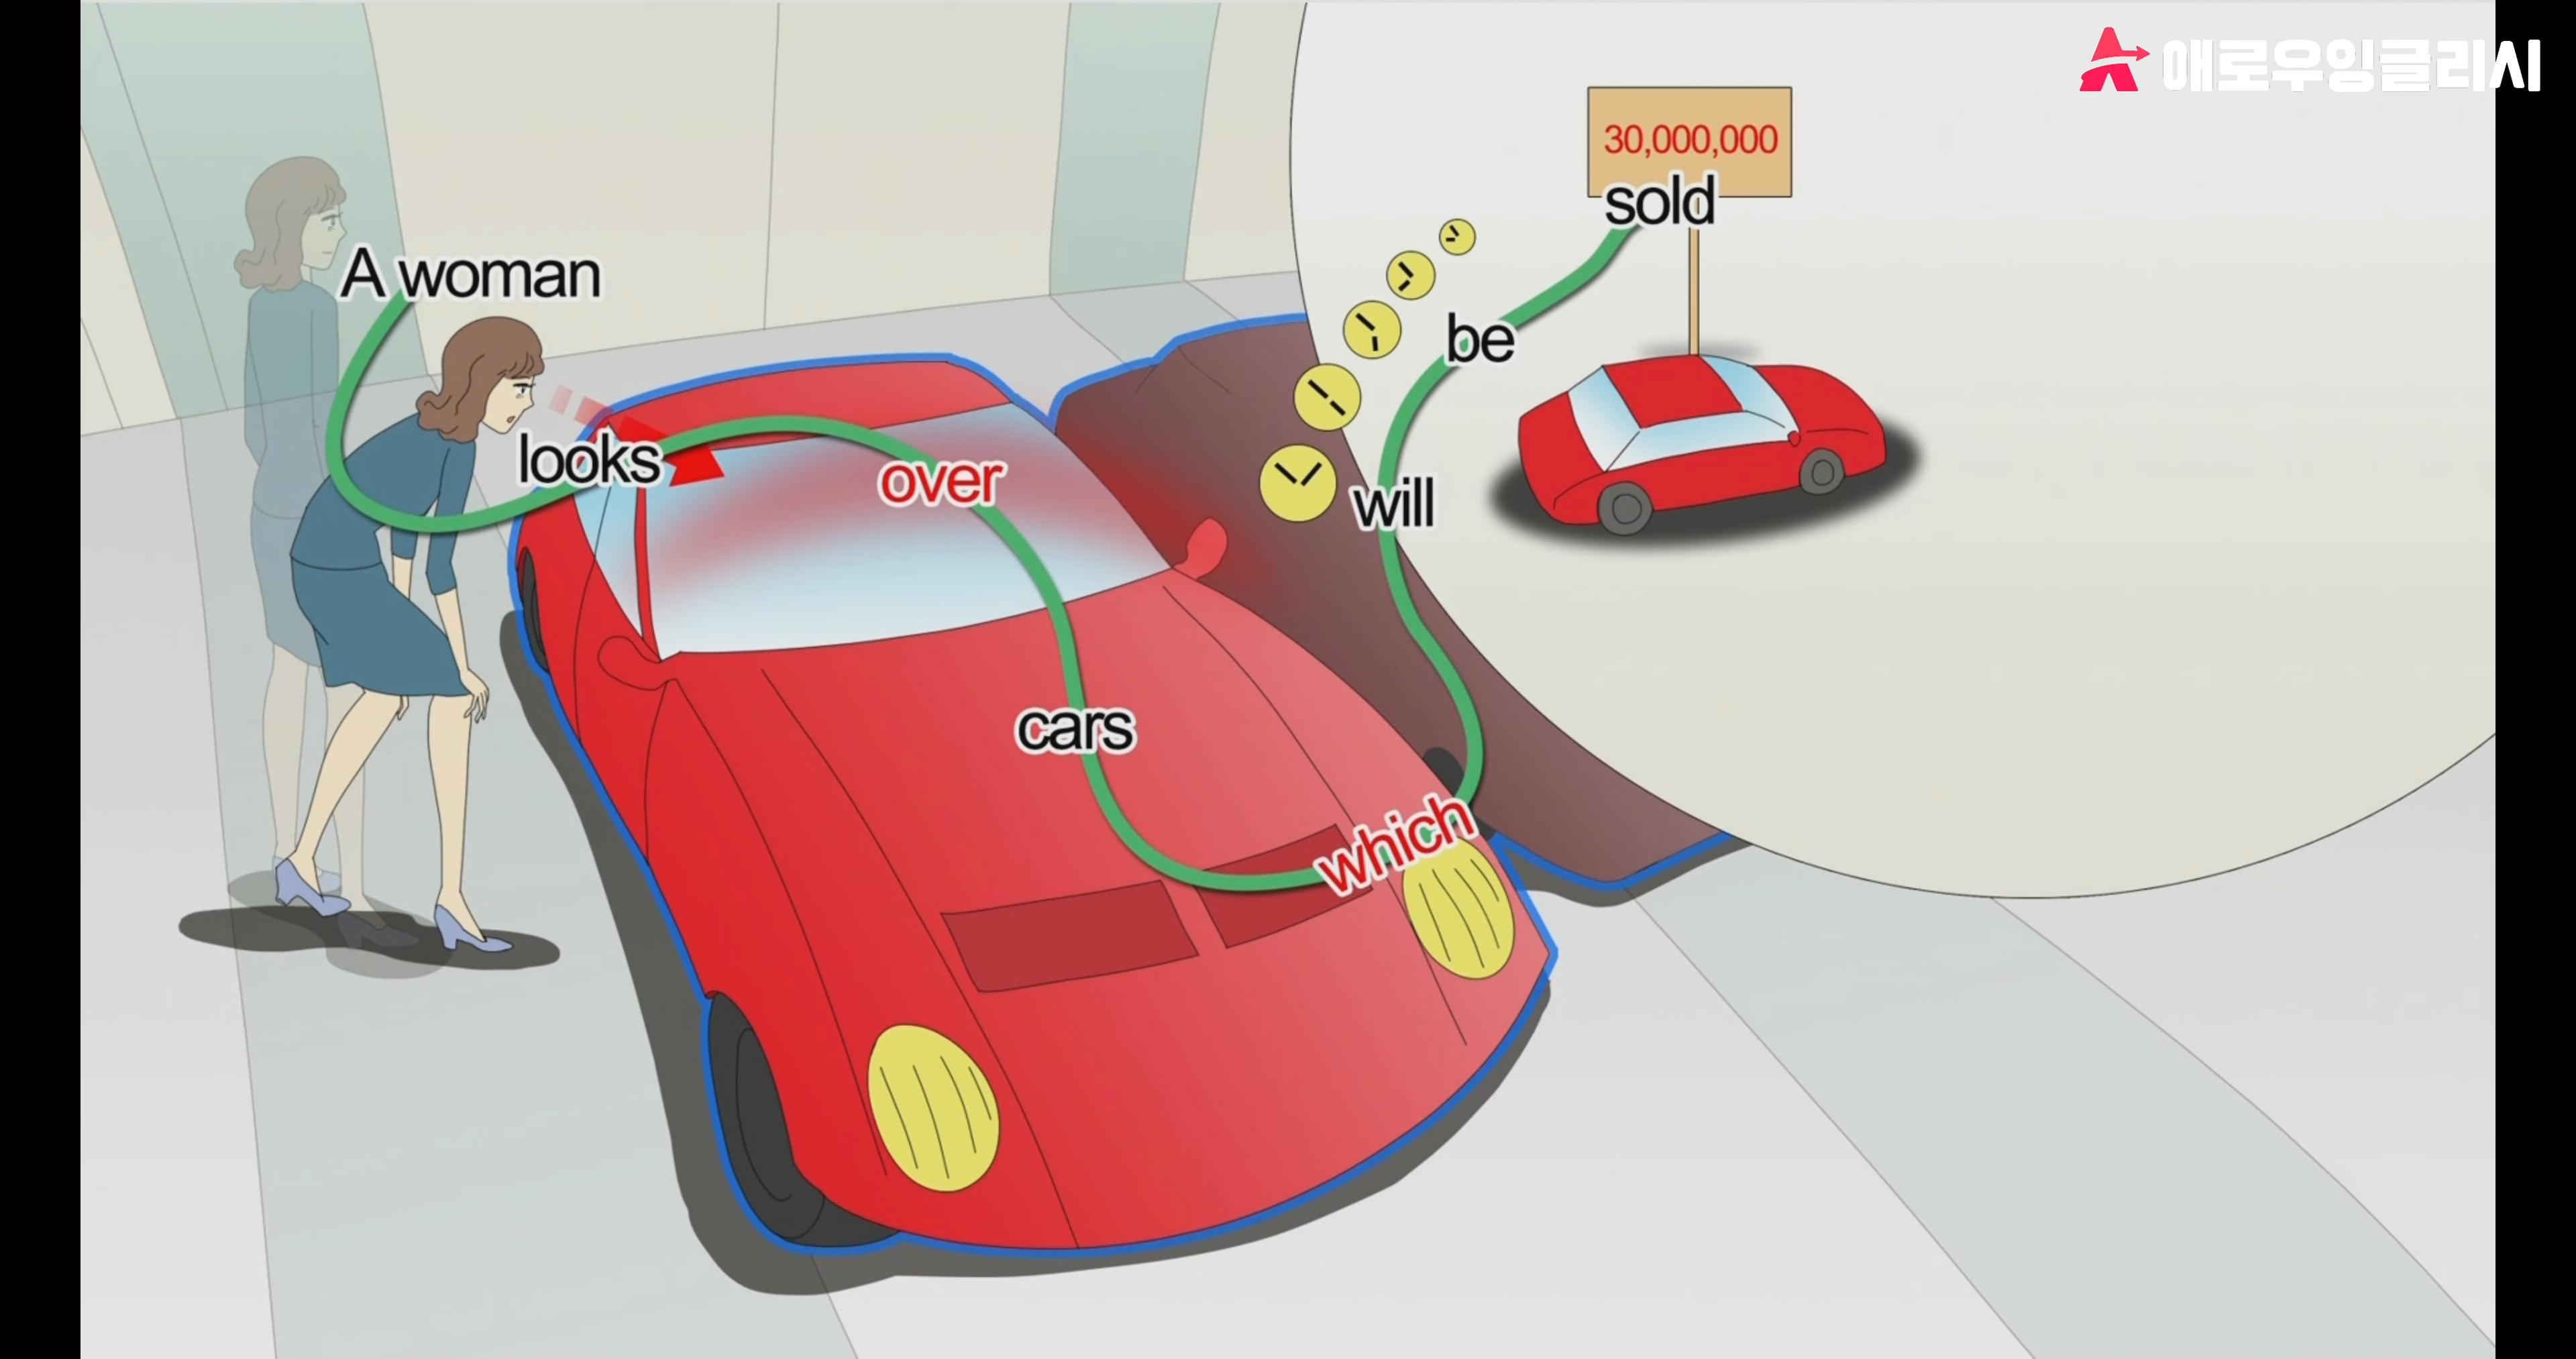 애로우잉글리시
30,000,000
A woman
looks
over
cars
which
will
be
sold